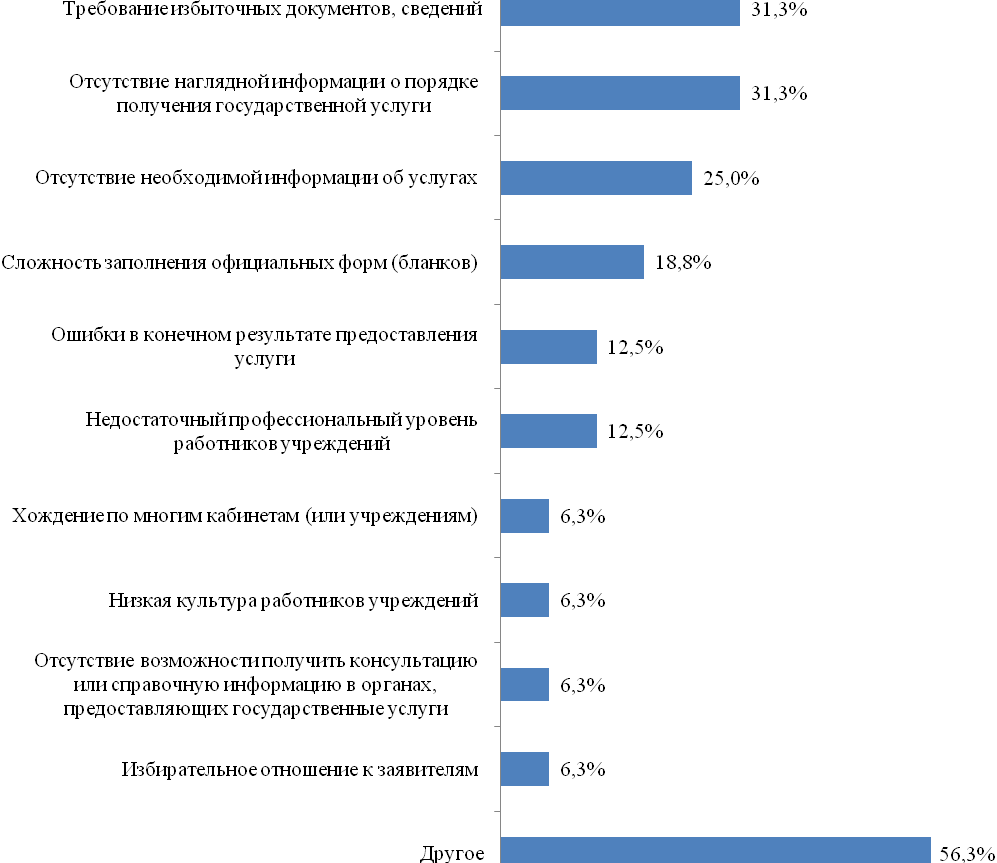 Требование избыточных документов, сведений
31,3%
Отсутствие наглядной информации о порядке
получения государственной услуги
31,3%
Отсутствие необходимой информации об услугах
25,0%
Сложность заполнения официальных форм (бланков)
18,8%
Ошибки в конечном результате предоставления
услуги
12,5%
Недостаточный профессиональный уровень
работников учреждений
12,5%
Хождение по многим кабинетам (или учреждениям)
6,3%
Низкая культура работников учреждений
6,3%
Отсутствие возможности получить консультацию
или справочную информацию в органах,
предоставляющих государственные услуги
6,3%
Избирательное отношение к заявителям
6,3%
Другое
56,3%